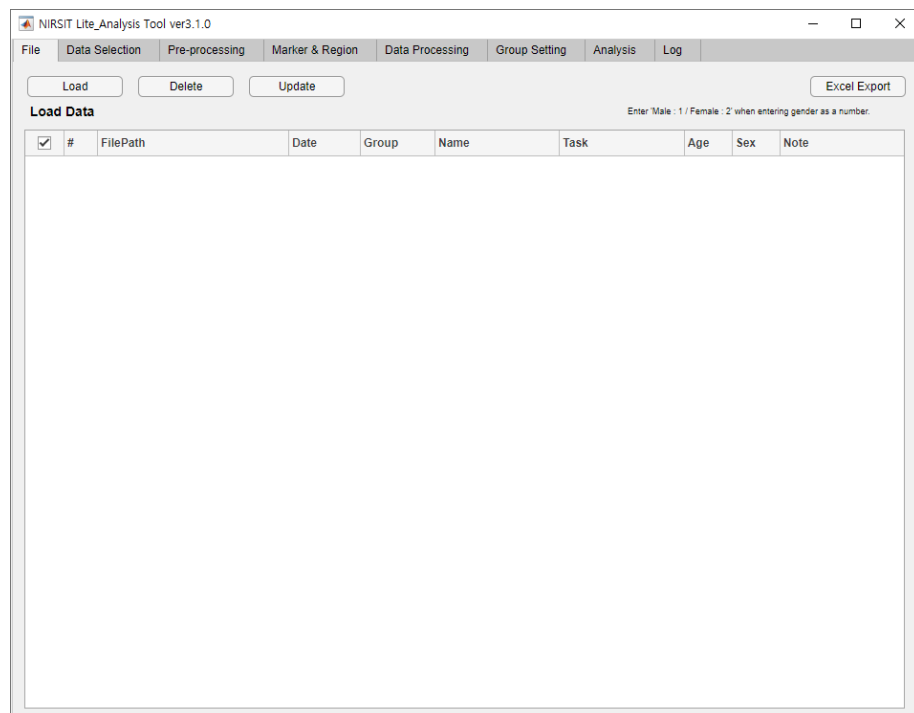 NIRSIT Lite_Analysis Tool ver3.1.0
File Data Selection Pre-processing Marker & Region Data Processing Group Setting Analysis Log
Load Delete Update Excel Export
Load Data Enter 'Male : 1 / Female : 2' when entering gender as a number.
# FilePath Date Group Name Task Age Sex Note